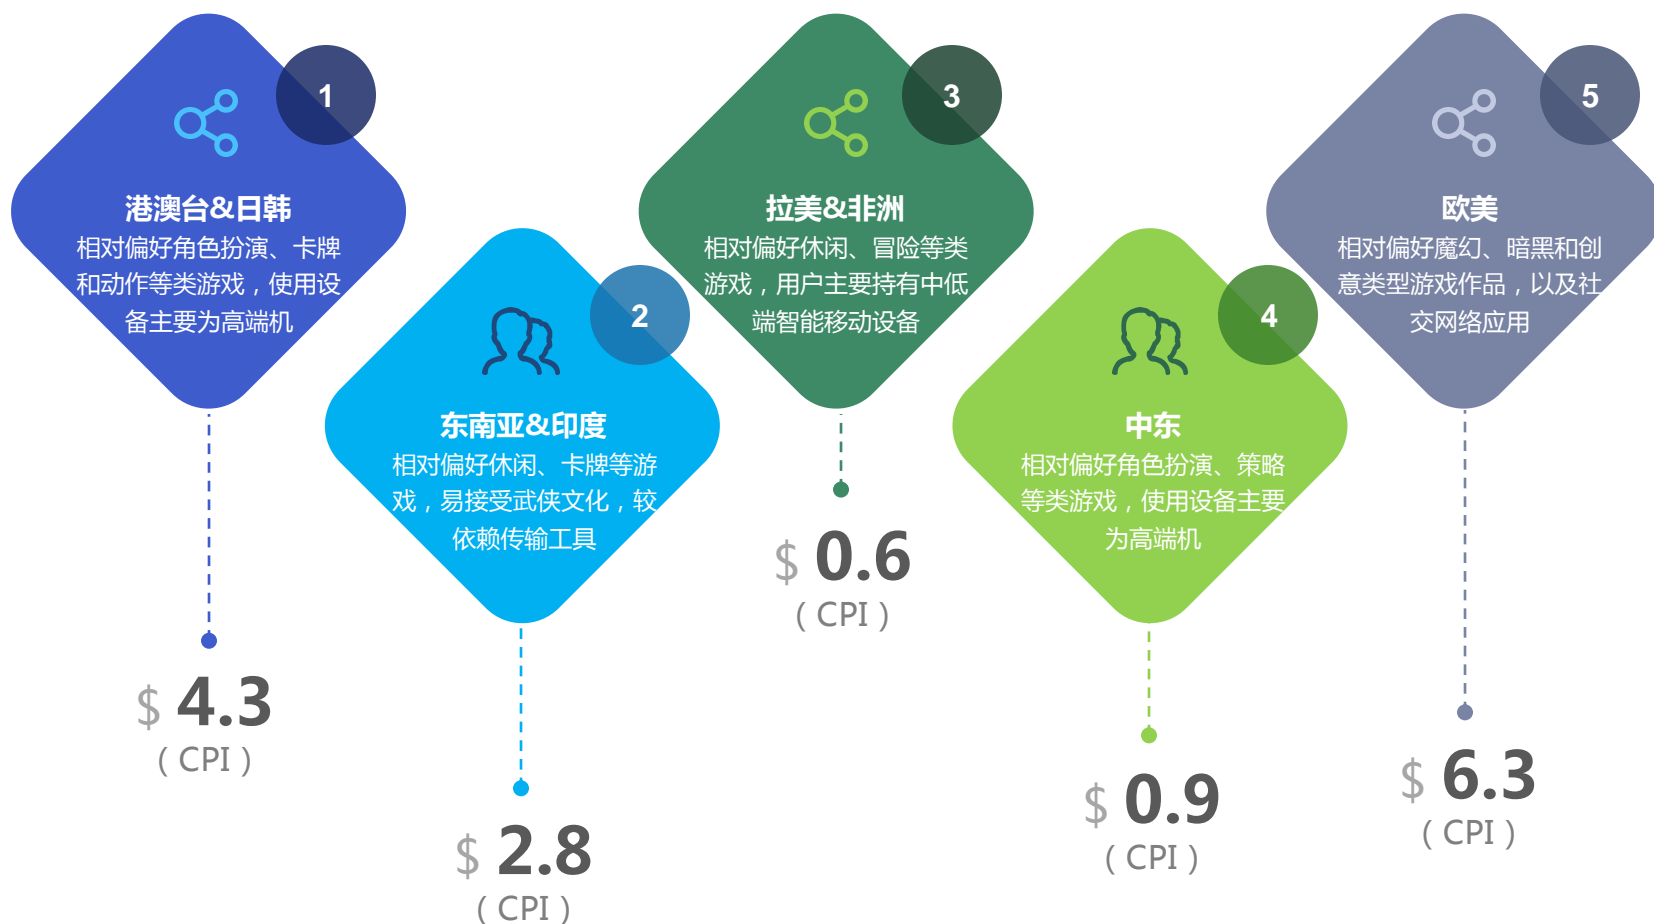 1
港澳台&日韩
相对偏好角色扮演、卡牌
和动作等类游戏，使用设
备主要为高端机
$ 4.3
（CPI）
2
东南亚&印度
相对偏好休闲、卡牌等游
戏，易接受武侠文化，较
依赖传输工具
$ 2.8
（CPI）
3
拉美&非洲
相对偏好休闲、冒险等类
游戏，用户主要持有中低
端智能移动设备
$ 0.6
（CPI）
4
中东
相对偏好角色扮演、策略
等类游戏，使用设备主要
为高端机
$ 0.9
（CPI）
5
欧美
相对偏好魔幻、暗黑和创
意类型游戏作品，以及社
交网络应用
$ 6.3
（CPI）